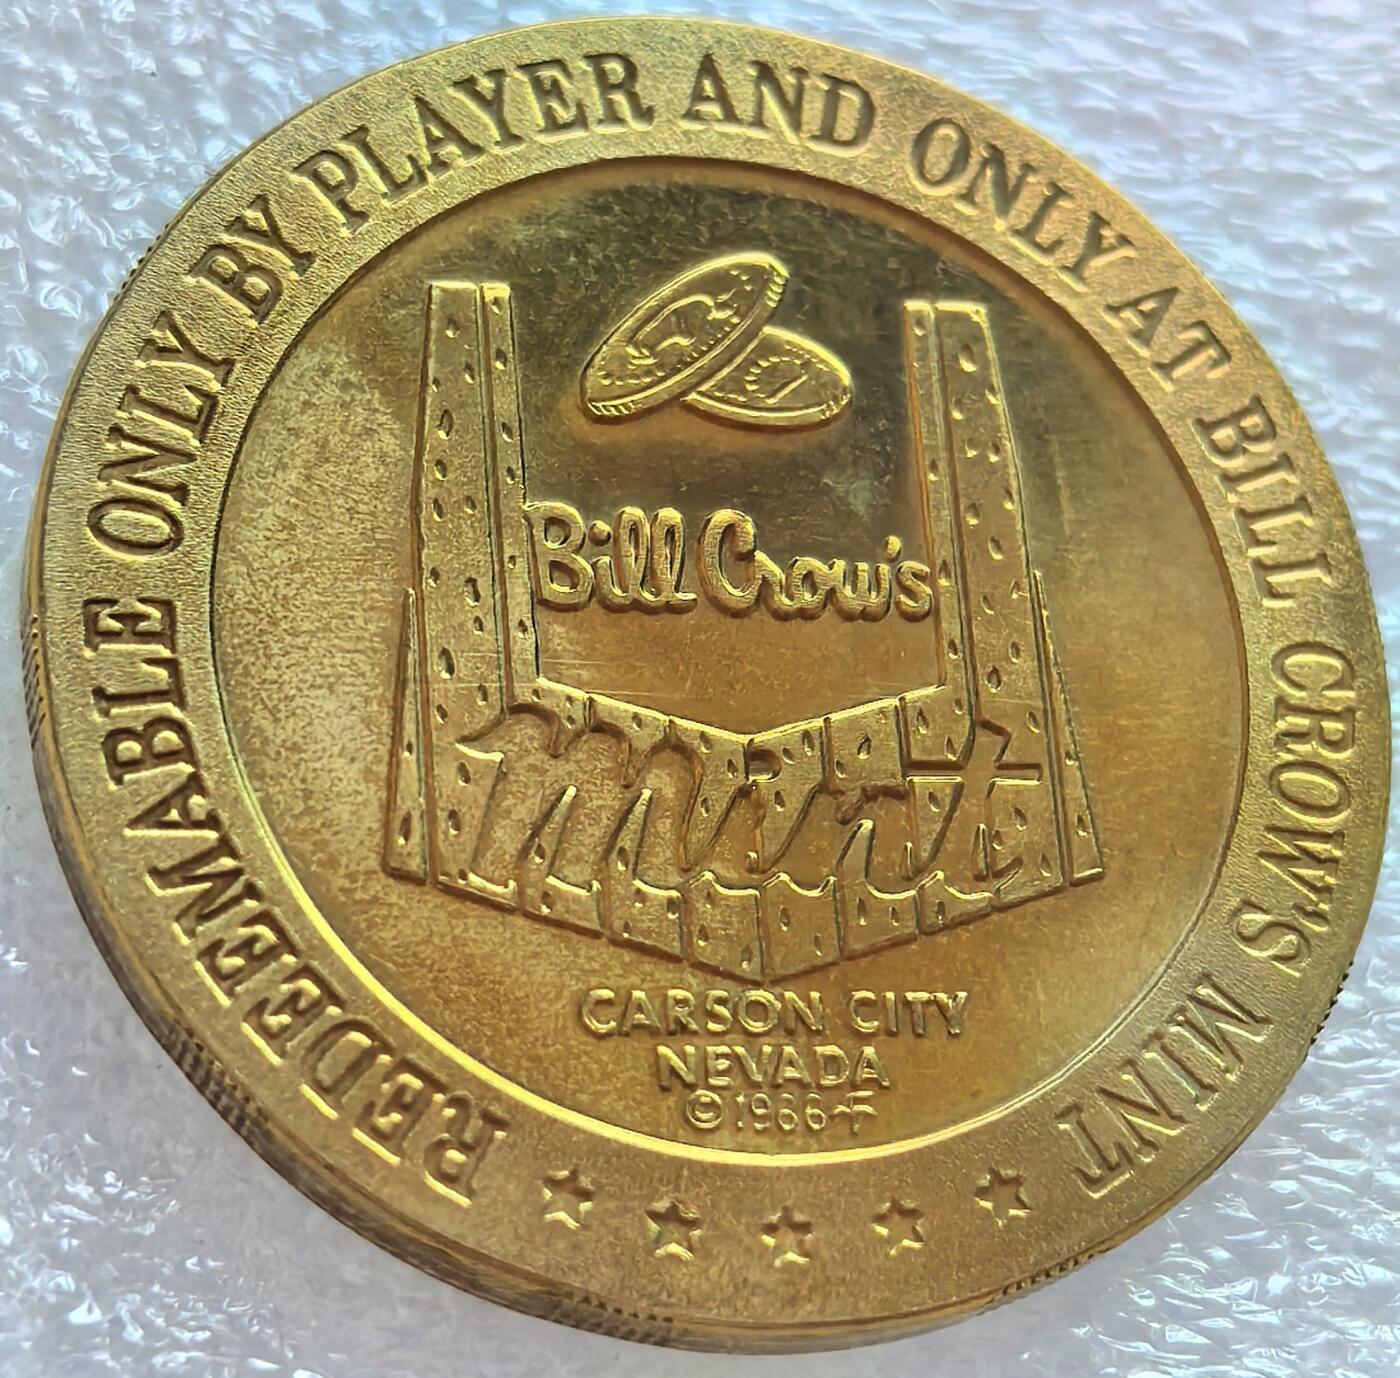 REDEEMABLE ONLY BY PLAYER AND ONLY AT BILL CROW'S MINT
Bill Crow's
mint
CARSON CITY
NEVADA
© 1966